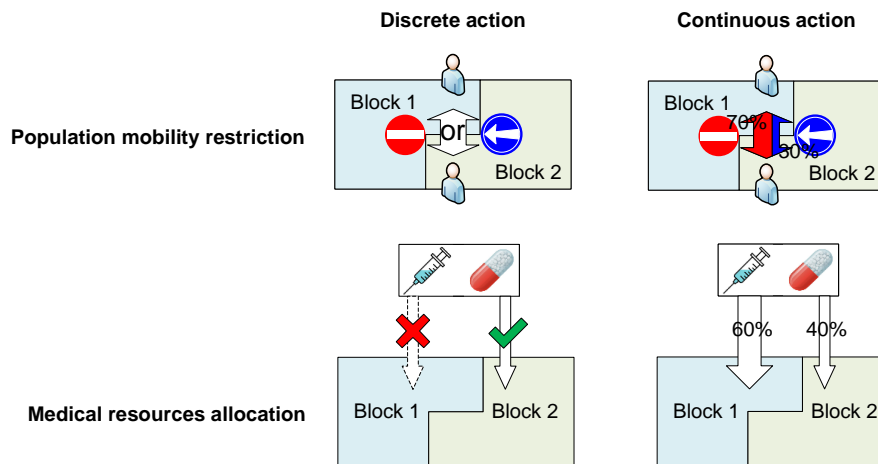 Discrete action
Continuous action
Population mobility restriction
Block 1
or
Block 2
Block 1
70%
30%
Block 2
Medical resources allocation
60%
40%
Block 1
Block 2
Block 1
Block 2